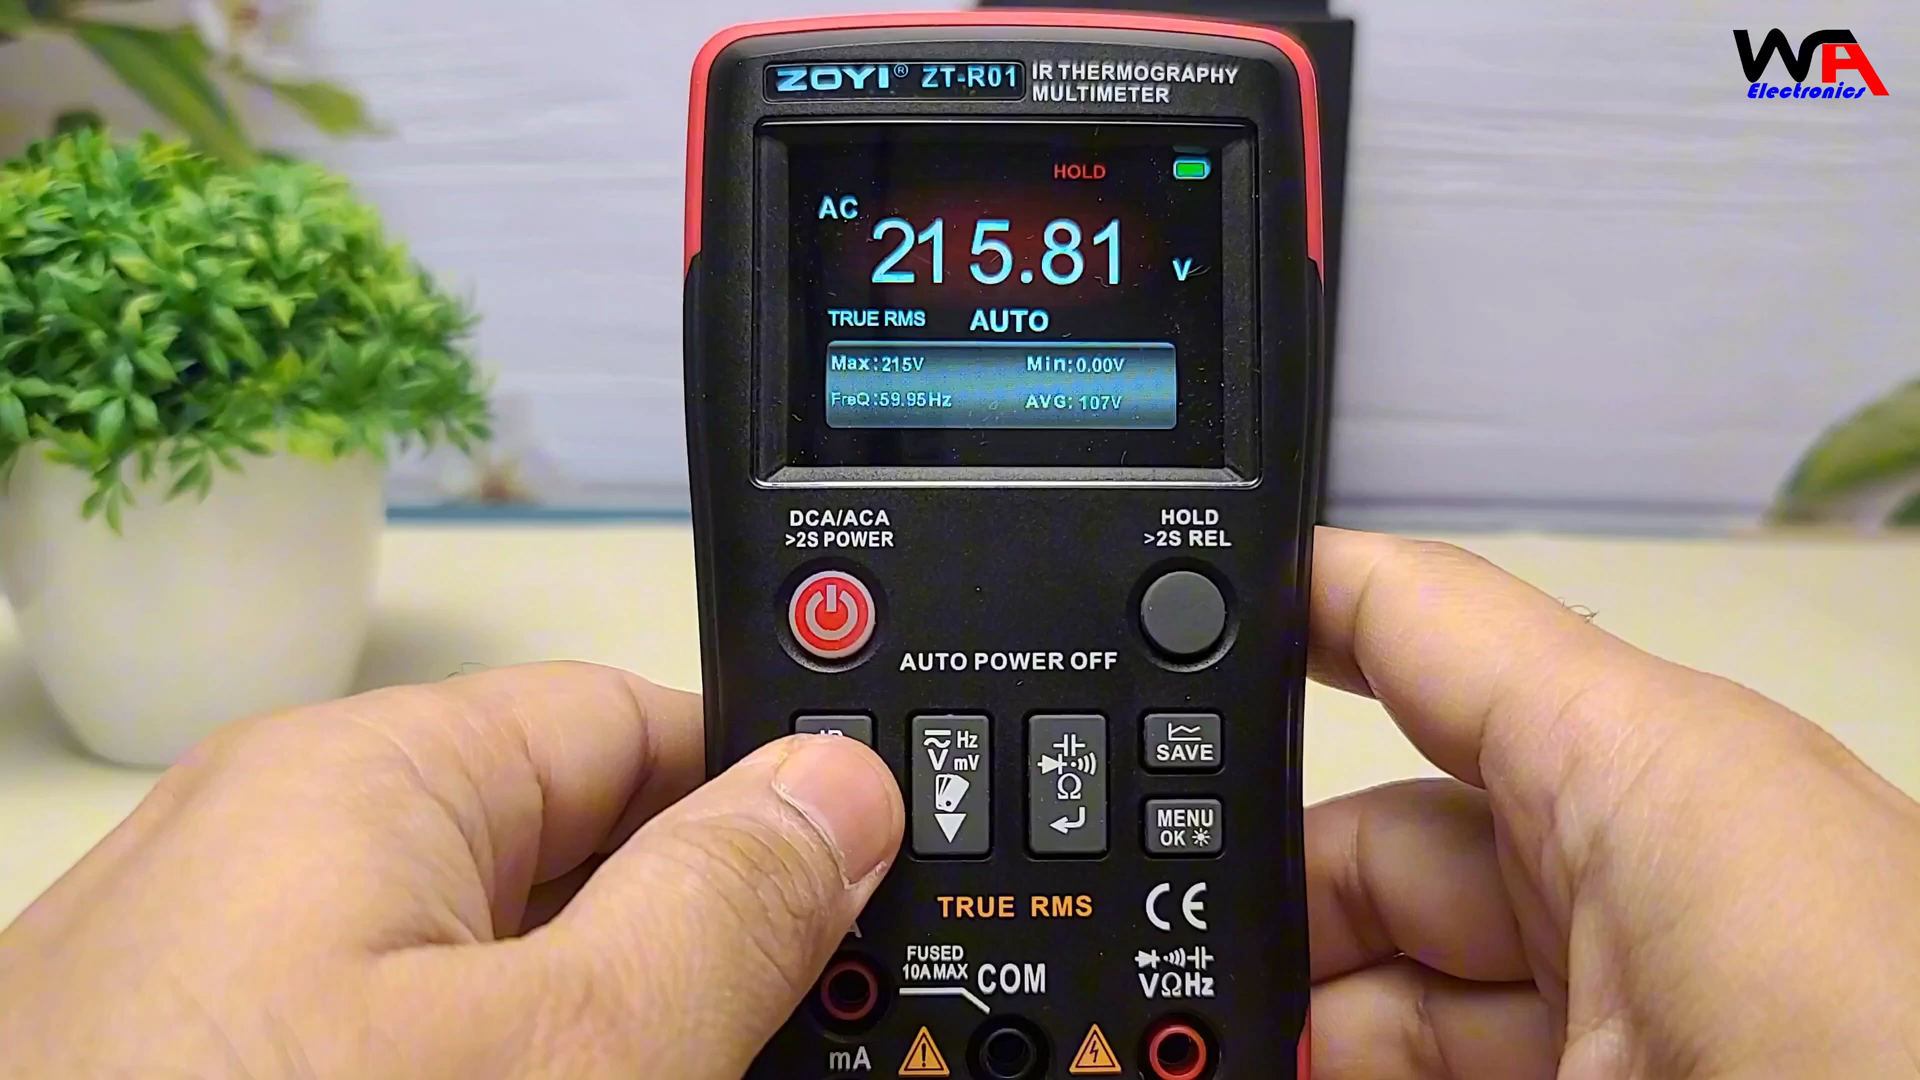 WA
Electronics
ZOYI® ZT-R01
IR THERMOGRAPHY
MULTIMETER
HOLD
AC
215.81
V
TRUE RMS AUTO
Max:215V Min:0.00V
FreQ:59.95Hz AVG:107V
DCA/ACA
>2S POWER
HOLD
>2S REL
AUTO POWER OFF
Hz
V mV
Ω
SAVE
MENU
OK
TRUE RMS
CE
A
FUSED
10A MAX
COM
VΩHz
mA